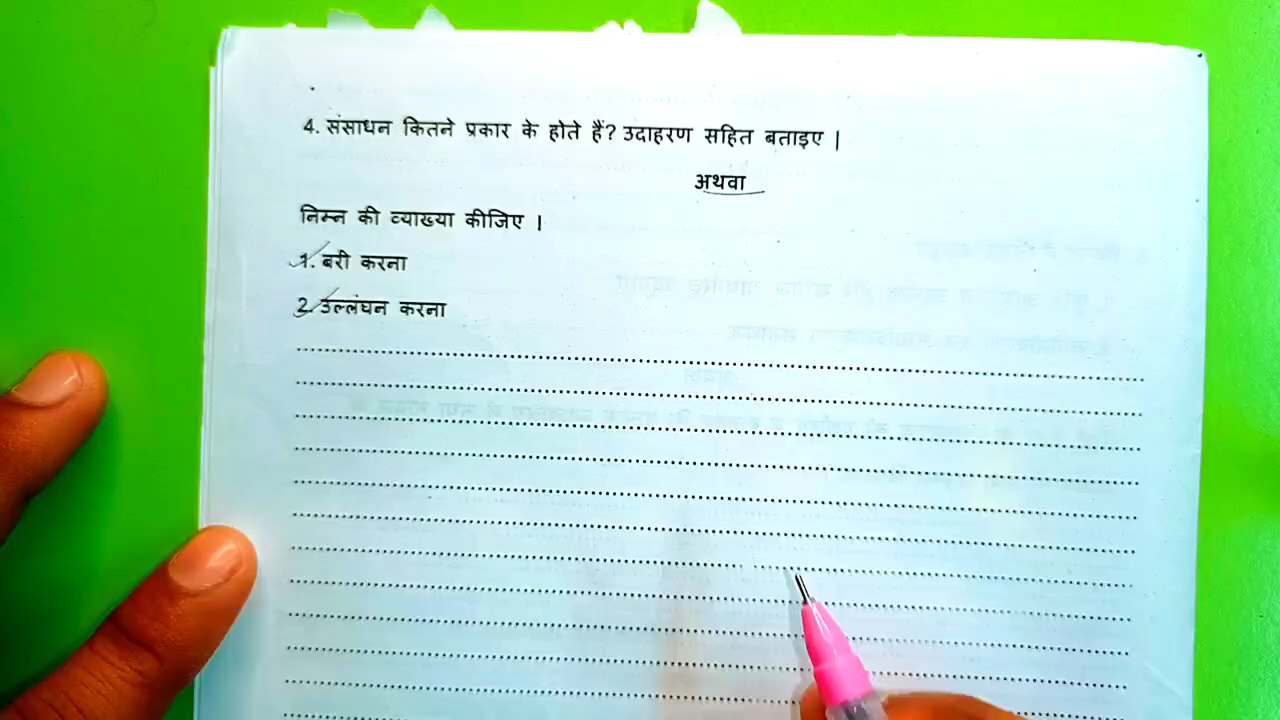 4. संसाधन कितने प्रकार के होते हैं? उदाहरण सहित बताइए |
अथवा
निम्न की व्याख्या कीजिए ।
1. बरी करना
2. उल्लंघन करना